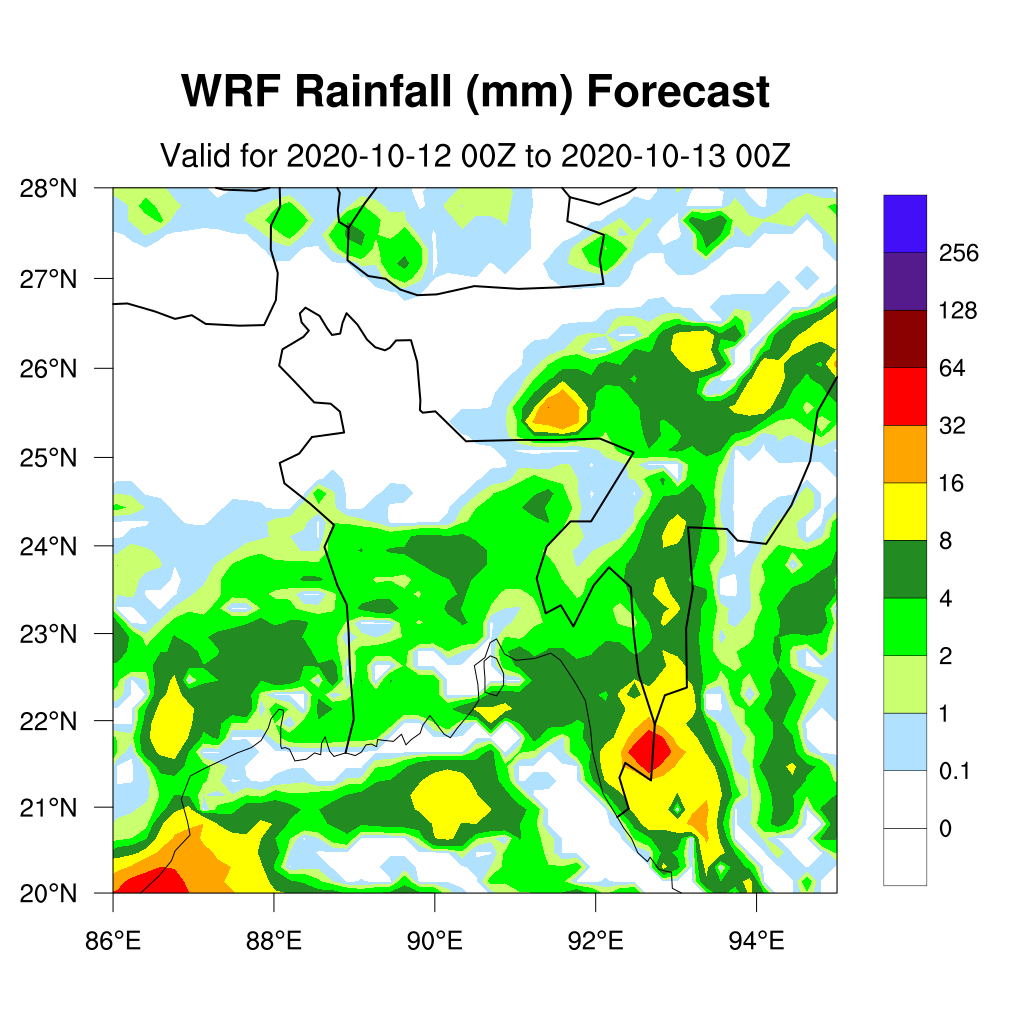 WRF Rainfall (mm) Forecast
Valid for 2020-10-12 00Z to 2020-10-13 00Z
28°N
27°N
26°N
25°N
24°N
23°N
22°N
21°N
20°N
86°E 88°E 90°E 92°E 94°E
256
128
64
32
16
8
4
2
1
0.1
0